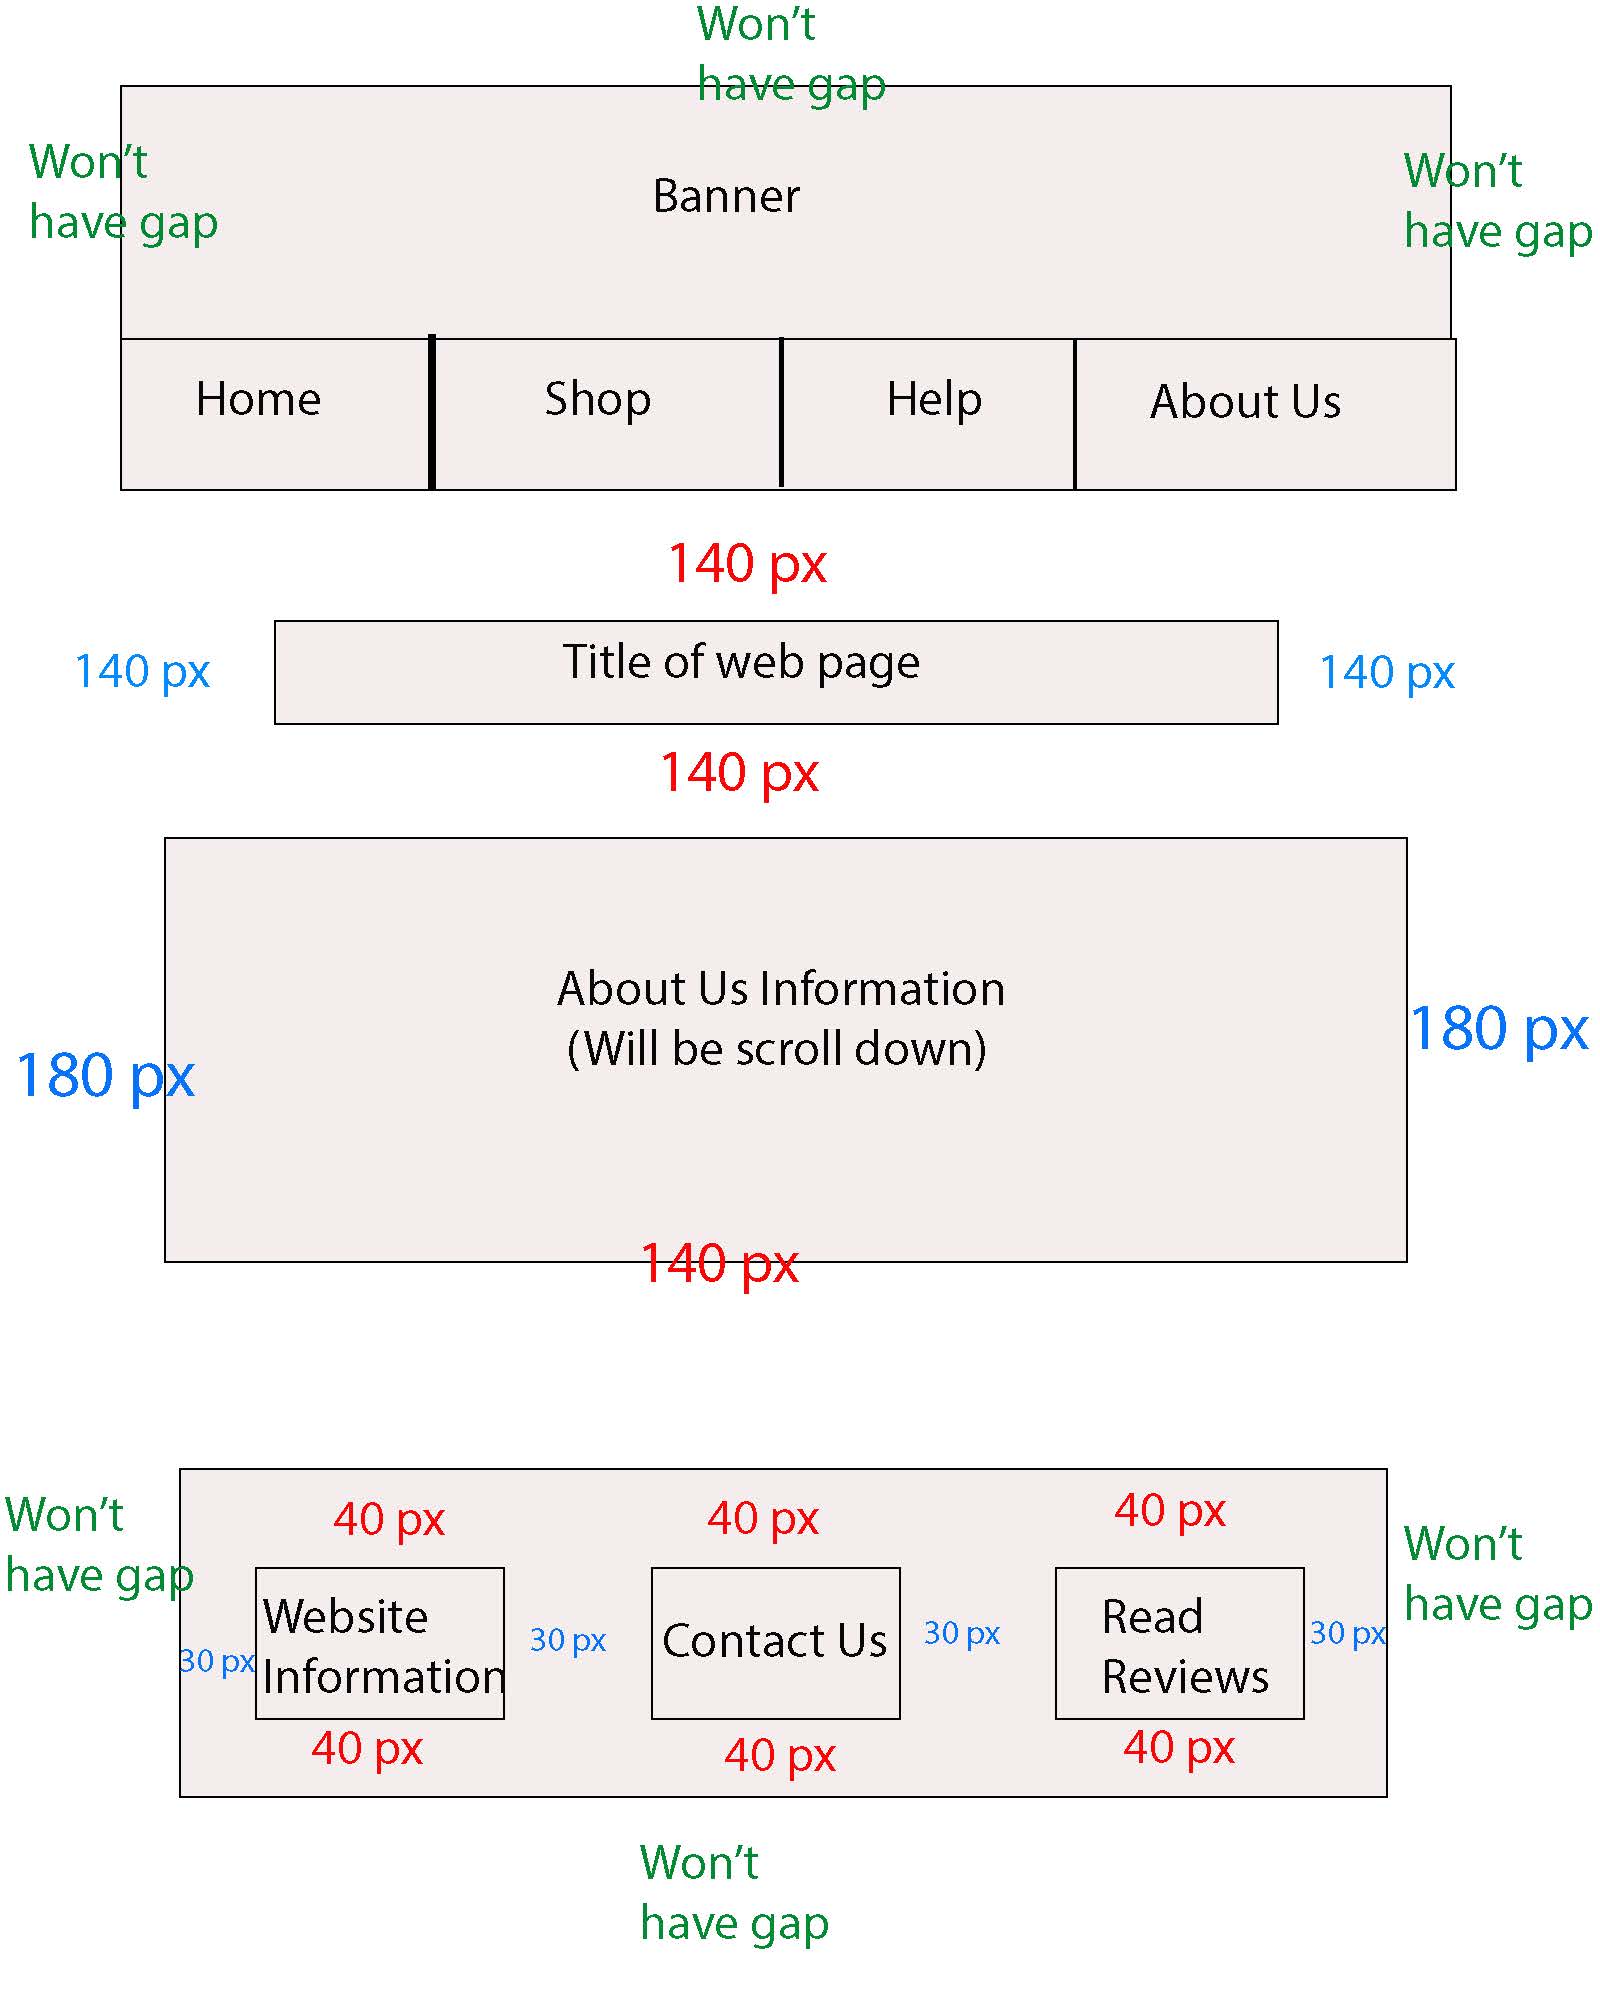 Won't
have gap
Won't
have gap
Banner
Won't
have gap
Home
Shop
Help
About Us
140 px
140 px
Title of web page
140 px
140 px
About Us Information
(Will be scroll down)
180 px
180 px
140 px
Won't
have gap
40 px
40 px
40 px
Won't
have gap
30 px
Website
Information
30 px
Contact Us
30 px
Read
Reviews
30 px
40 px
40 px
40 px
Won't
have gap